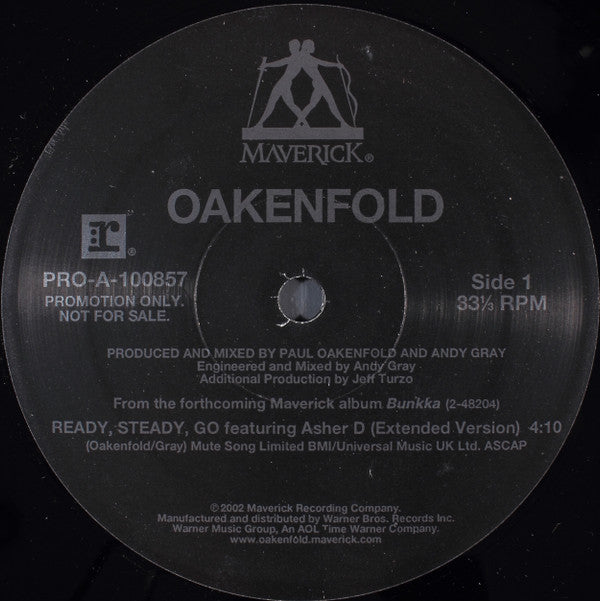 MAVERICK®
OAKENFOLD
r®
PRO-A-100857
PROMOTION ONLY.
NOT FOR SALE.
Side 1
33⅓ RPM
PRODUCED AND MIXED BY PAUL OAKENFOLD AND ANDY GRAY
Engineered and Mixed by Andy Gray
Additional Production by Jeff Turzo
From the forthcoming Maverick album Bunkka (2-48204)
READY, STEADY, GO featuring Asher D (Extended Version) 4:10
(Oakenfold/Gray) Mute Song Limited BMI/Universal Music UK Ltd. ASCAP
©2002 Maverick Recording Company.
Manufactured and distributed by Warner Bros. Records Inc.
Warner Music Group, An AOL Time Warner Company.
www.oakenfold.maverick.com